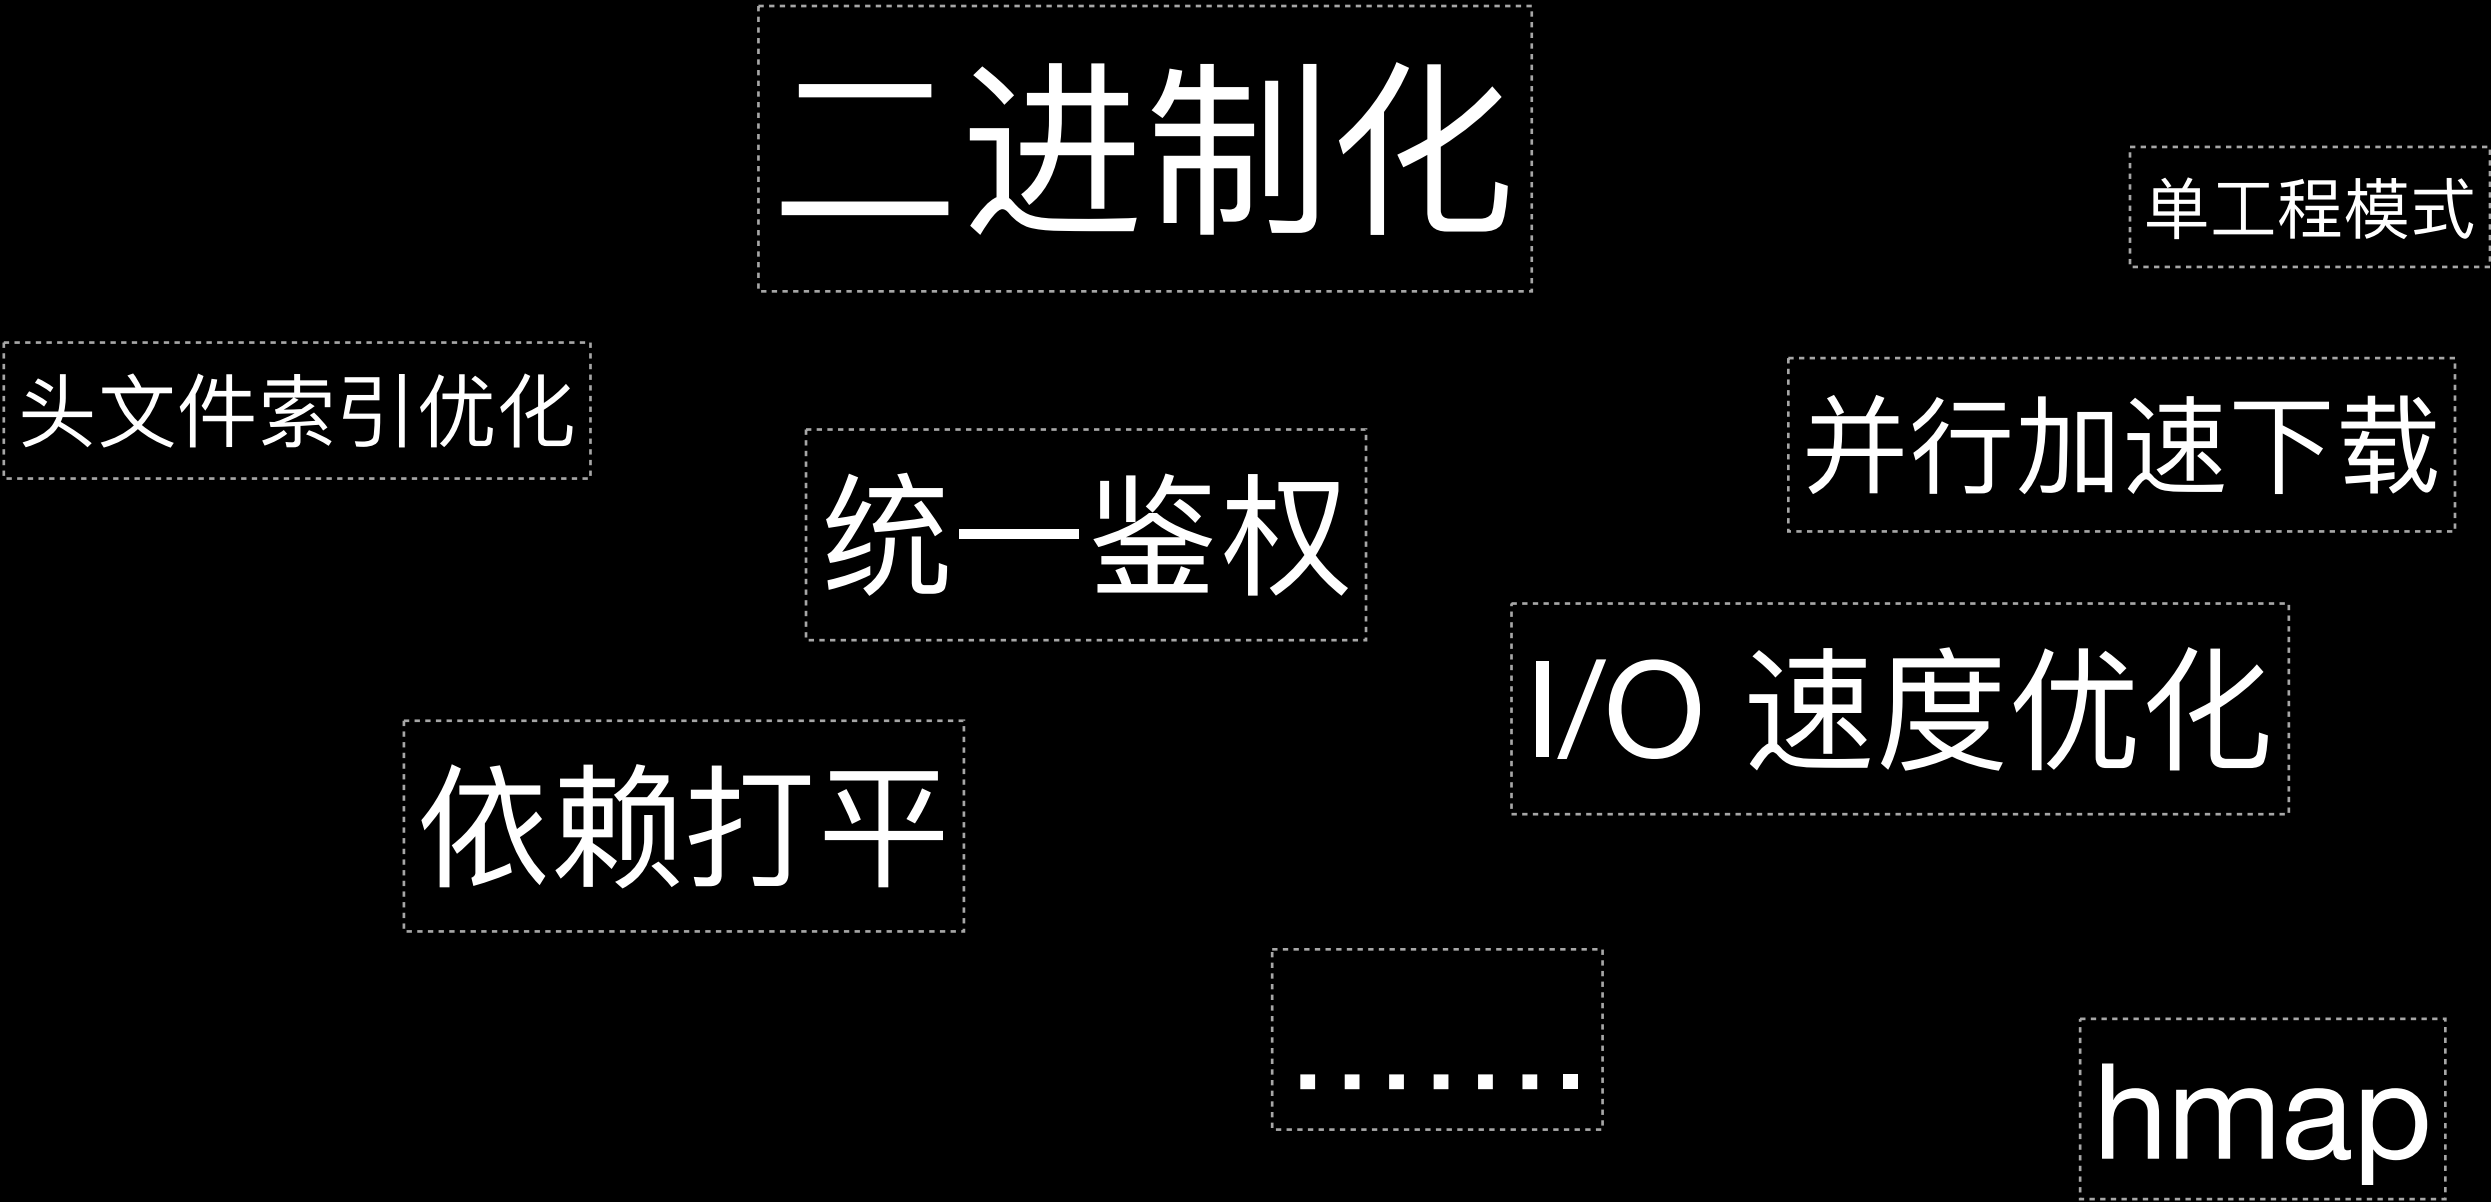 二进制化
单工程模式
头文件索引优化
并行加速下载
统一鉴权
I/O 速度优化
依赖打平
.......
hmap